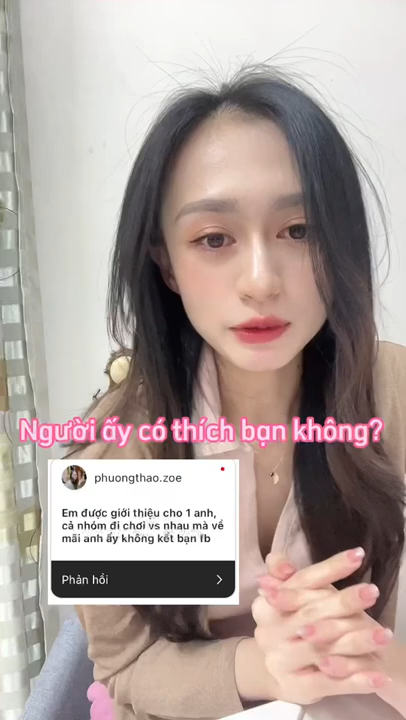 Người ấy có thích bạn không?
phuongthao.zoe
Em được giới thiệu cho 1 anh,
cả nhóm đi chơi vs nhau mà về
mãi anh ấy không kết bạn fb
Phản hồi